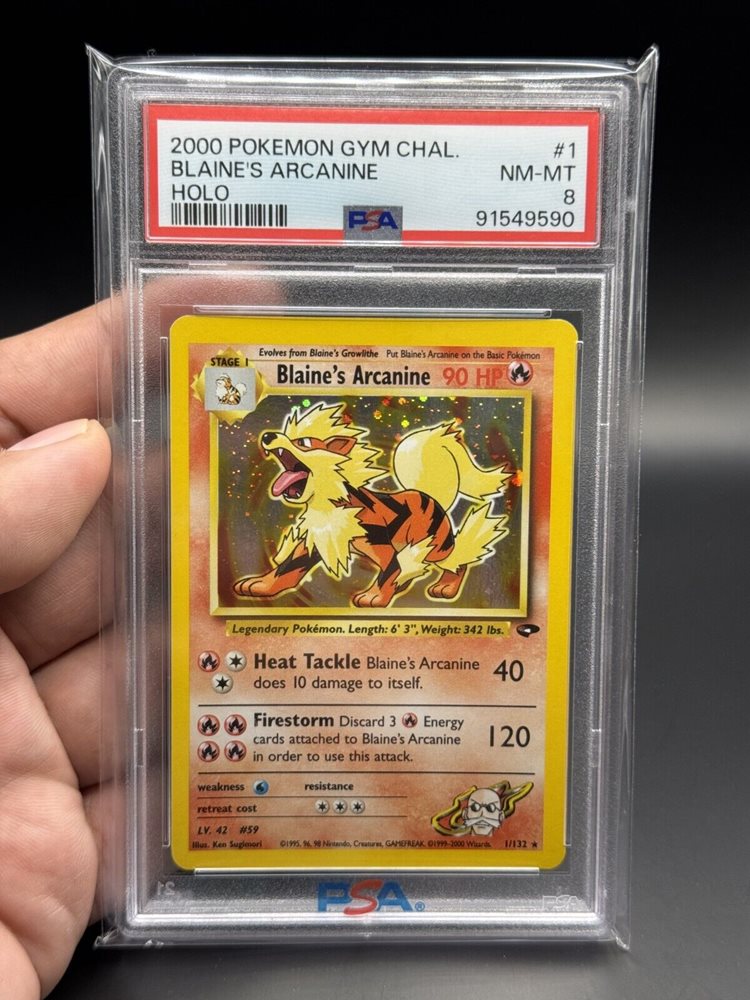 2000 POKEMON GYM CHAL. #1
BLAINE'S ARCANINE NM-MT
HOLO 8
PSA 91549590
Evolves from Blaine's Growlithe Put Blaine's Arcanine on the Basic Pokémon
STAGE 1
Blaine's Arcanine 90 HP
Legendary Pokémon. Length: 6' 3", Weight: 342 lbs.
Heat Tackle Blaine's Arcanine 40
does 10 damage to itself.
Firestorm Discard 3 Energy
cards attached to Blaine's Arcanine 120
in order to use this attack.
weakness resistance
retreat cost
LV. 42 #59
Illus. Ken Sugimori ©1995, 96, 98 Nintendo, Creatures, GAMEFREAK. ©1999-2000 Wizards. 1/132 ★
PSA®